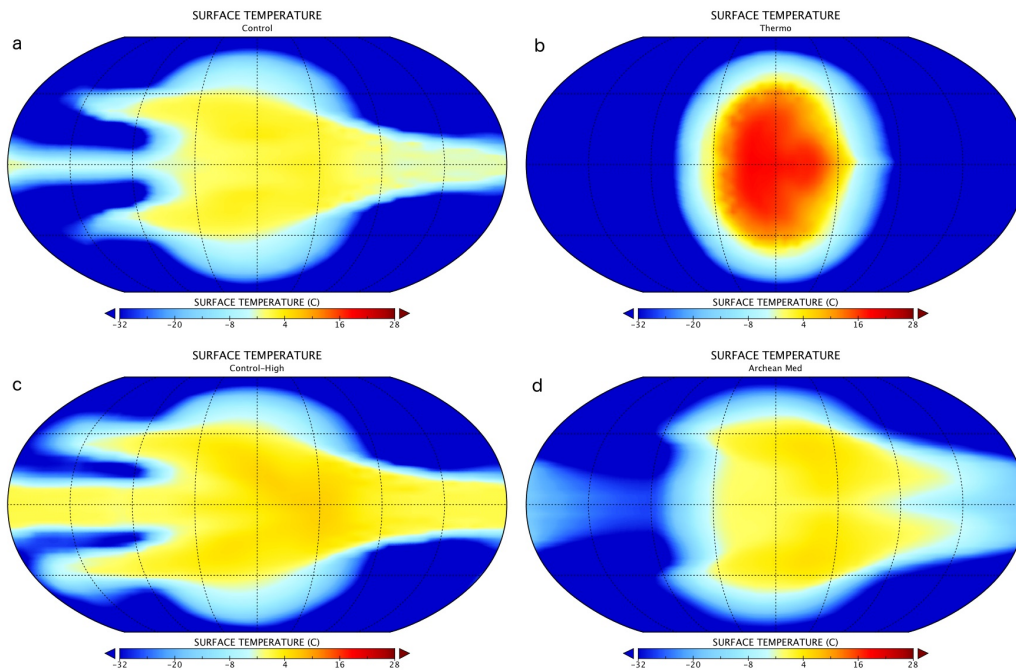 a
SURFACE TEMPERATURE
Control
SURFACE TEMPERATURE (C)
-32 -20 -8 4 16 28
b
SURFACE TEMPERATURE
Thermo
SURFACE TEMPERATURE (C)
-32 -20 -8 4 16 28
c
SURFACE TEMPERATURE
Control-High
SURFACE TEMPERATURE (C)
-32 -20 -8 4 16 28
d
SURFACE TEMPERATURE
Archean Med
SURFACE TEMPERATURE (C)
-32 -20 -8 4 16 28